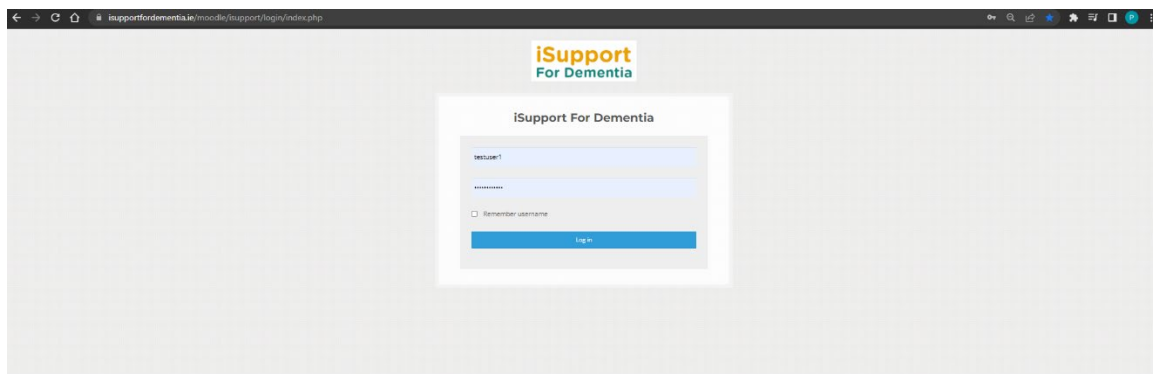 isupportfordementia.ie/moodle/isupport/login/index.php
P
iSupport
For Dementia
iSupport For Dementia
testuser1
••••••••••••
Remember username
Log in